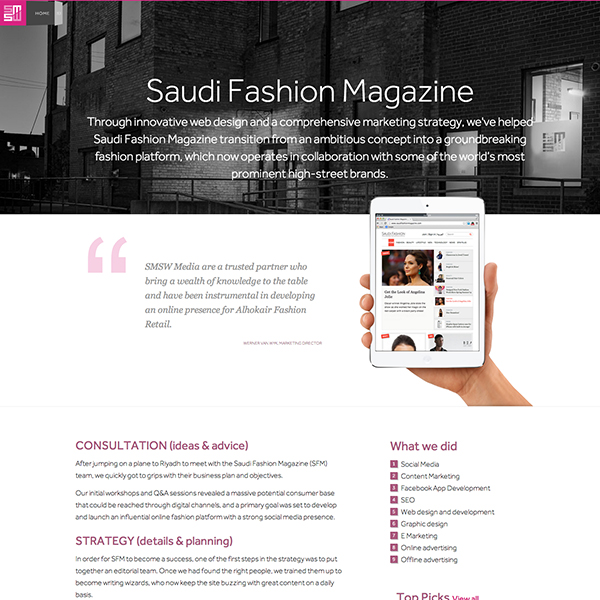 SMSW
HOME
Saudi Fashion Magazine
Through innovative web design and a comprehensive marketing strategy, we've helped
Saudi Fashion Magazine transition from an ambitious concept into a groundbreaking
fashion platform, which now operates in collaboration with some of the world's most
prominent high-street brands.
SMSW Media are a trusted partner who
bring a wealth of knowledge to the table
and have been instrumental in developing
an online presence for Alhokair Fashion
Retail.
WERNER VAN WYK, MARKETING DIRECTOR
SAUDI FASHION
Get the Look of Angelina
Jolie
CONSULTATION (ideas & advice)
After jumping on a plane to Riyadh to meet with the Saudi Fashion Magazine (SFM)
team, we quickly got to grips with their business plan and objectives.
Our initial workshops and Q&A sessions revealed a massive potential consumer base
that could be reached through digital channels, and a primary goal was set to develop
and launch an influential online fashion platform with a strong social media presence.
STRATEGY (details & planning)
In order for SFM to become a success, one of the first steps in the strategy was to put
together an editorial team. Once we had found the right people, we trained them up to
become writing wizards, who now keep the site buzzing with great content on a daily
basis.
What we did
1 Social Media
2 Content Marketing
3 Facebook App Development
4 SEO
5 Web design and development
6 Graphic design
7 E Marketing
8 Online advertising
9 Offline advertising
Top Picks View all